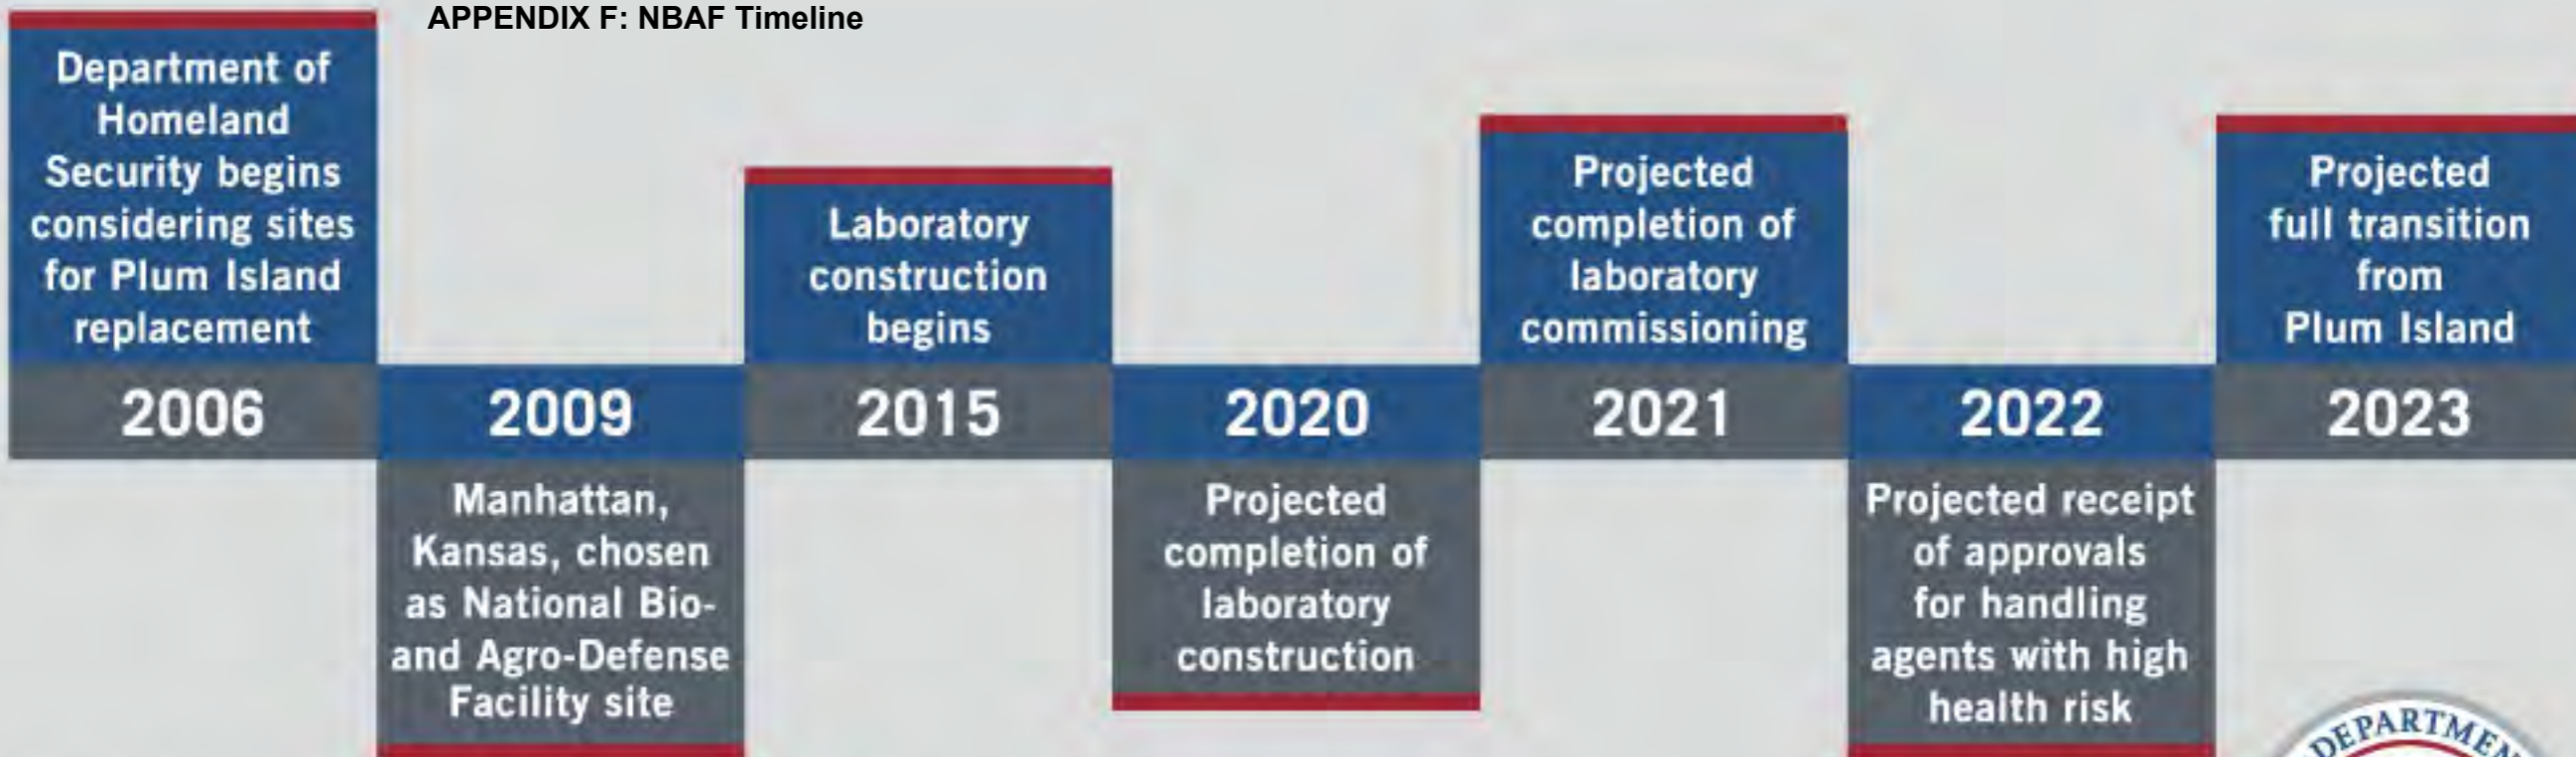 APPENDIX F: NBAF Timeline
Department of
Homeland
Security begins
considering sites
for Plum Island
replacement
2006
2009
Manhattan,
Kansas, chosen
as National Bio-
and Agro-Defense
Facility site
Laboratory
construction
begins
2015
2020
Projected
completion of
laboratory
construction
Projected
completion of
laboratory
commissioning
2021
2022
Projected receipt
of approvals
for handling
agents with high
health risk
Projected
full transition
from
Plum Island
2023